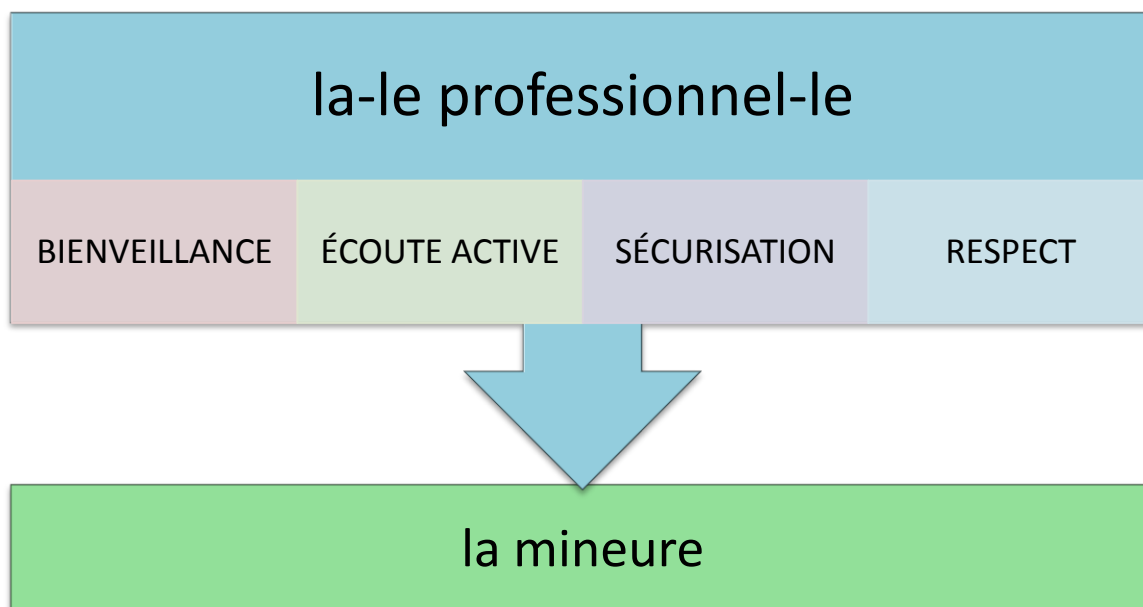 la-le professionnel-le
BIENVEILLANCE ÉCOUTE ACTIVE SÉCURISATION RESPECT
la mineure